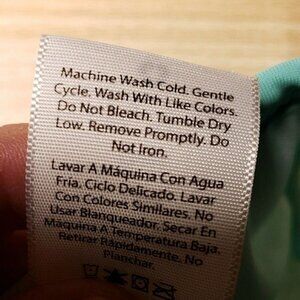 Machine Wash Cold. Gentle
Cycle. Wash With Like Colors.
Do Not Bleach. Tumble Dry
Low. Remove Promptly. Do
Not Iron.
Lavar A Máquina Con Agua
Fría. Ciclo Delicado. Lavar
Con Colores Similares. No
Usar Blanqueador. Secar En
Maquina A Temperatura Baja.
Retirar Rápidamente. No
Planchar.